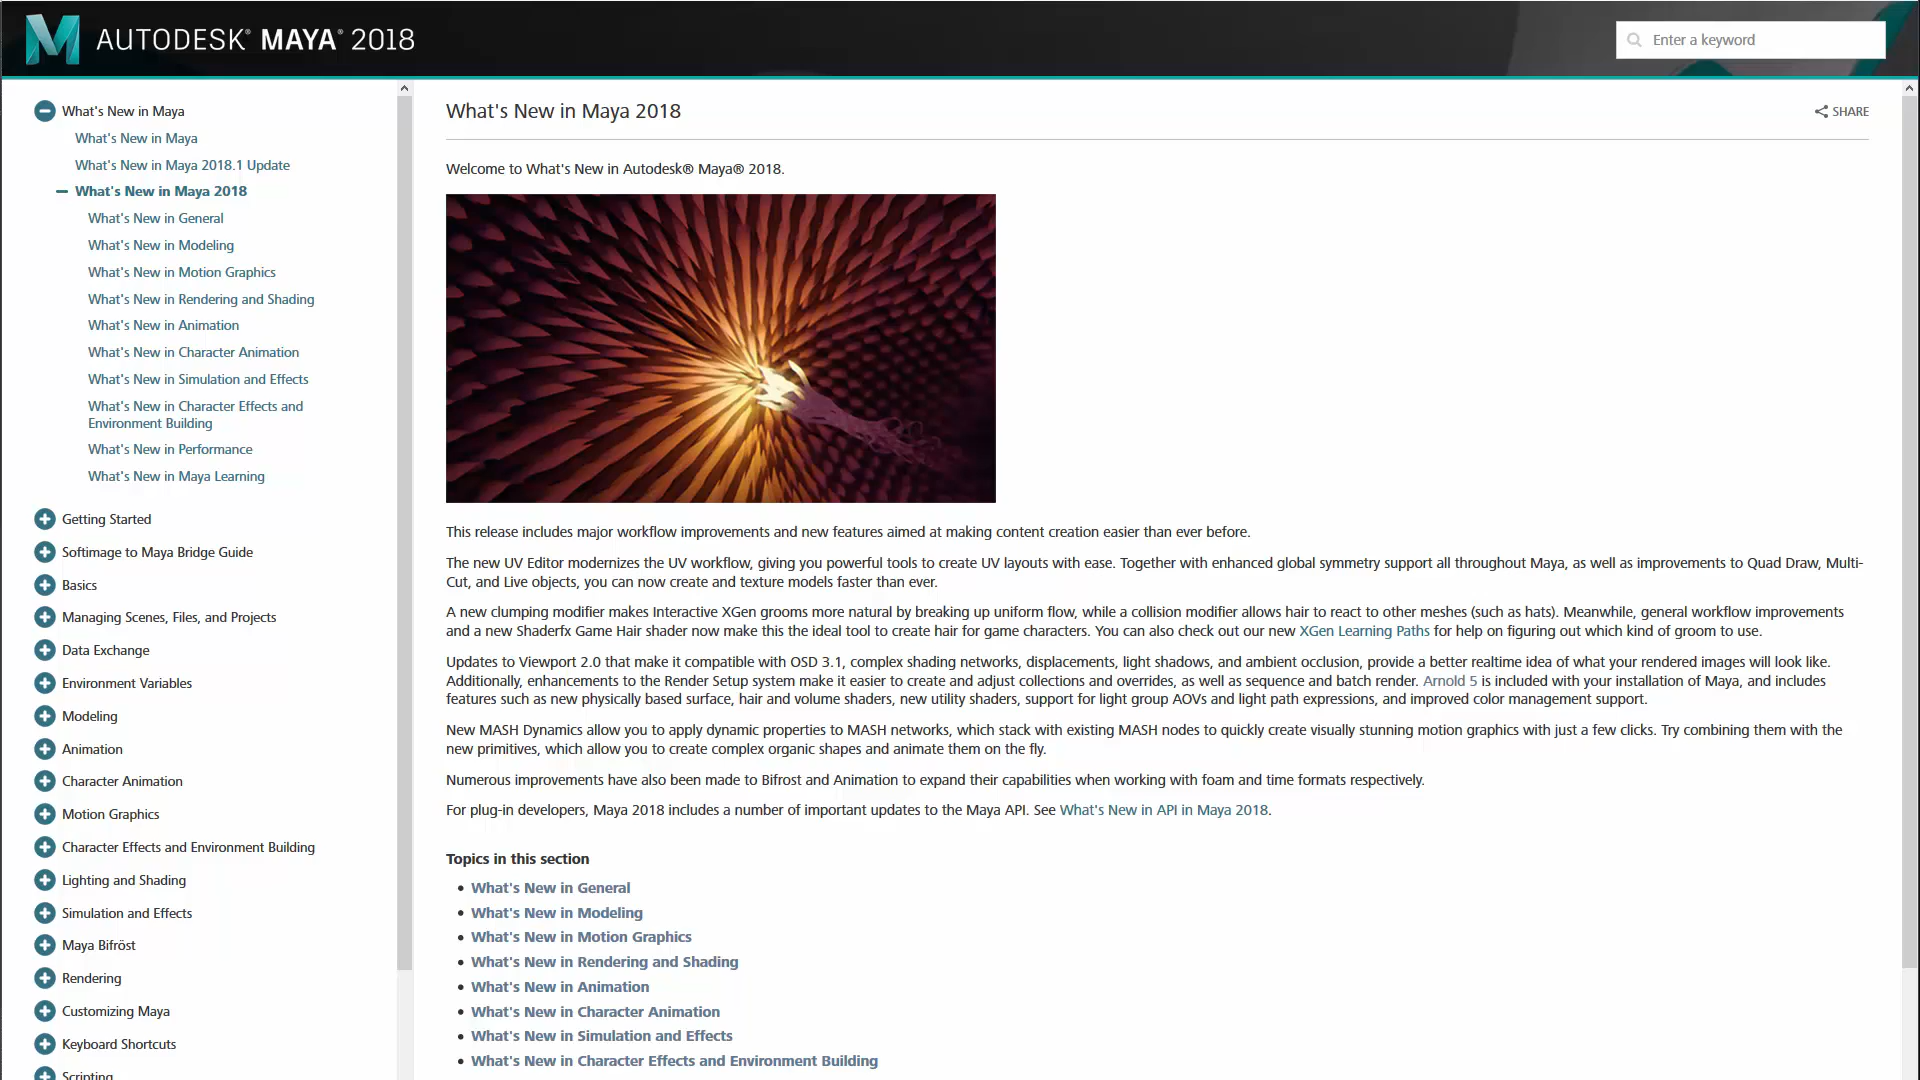 AUTODESK® MAYA® 2018
Enter a keyword
What's New in Maya
What's New in Maya
What's New in Maya 2018.1 Update
What's New in Maya 2018
What's New in General
What's New in Modeling
What's New in Motion Graphics
What's New in Rendering and Shading
What's New in Animation
What's New in Character Animation
What's New in Simulation and Effects
What's New in Character Effects and
Environment Building
What's New in Performance
What's New in Maya Learning
Getting Started
Softimage to Maya Bridge Guide
Basics
Managing Scenes, Files, and Projects
Data Exchange
Environment Variables
Modeling
Animation
Character Animation
Motion Graphics
Character Effects and Environment Building
Lighting and Shading
Simulation and Effects
Maya Bifröst
Rendering
Customizing Maya
Keyboard Shortcuts
Scripting
What's New in Maya 2018
SHARE
Welcome to What's New in Autodesk® Maya® 2018.
This release includes major workflow improvements and new features aimed at making content creation easier than ever before.
The new UV Editor modernizes the UV workflow, giving you powerful tools to create UV layouts with ease. Together with enhanced global symmetry support all throughout Maya, as well as improvements to Quad Draw, Multi-
Cut, and Live objects, you can now create and texture models faster than ever.
A new clumping modifier makes Interactive XGen grooms more natural by breaking up uniform flow, while a collision modifier allows hair to react to other meshes (such as hats). Meanwhile, general workflow improvements
and a new Shaderfx Game Hair shader now make this the ideal tool to create hair for game characters. You can also check out our new XGen Learning Paths for help on figuring out which kind of groom to use.
Updates to Viewport 2.0 that make it compatible with OSD 3.1, complex shading networks, displacements, light shadows, and ambient occlusion, provide a better realtime idea of what your rendered images will look like.
Additionally, enhancements to the Render Setup system make it easier to create and adjust collections and overrides, as well as sequence and batch render. Arnold 5 is included with your installation of Maya, and includes
features such as new physically based surface, hair and volume shaders, new utility shaders, support for light group AOVs and light path expressions, and improved color management support.
New MASH Dynamics allow you to apply dynamic properties to MASH networks, which stack with existing MASH nodes to quickly create visually stunning motion graphics with just a few clicks. Try combining them with the
new primitives, which allow you to create complex organic shapes and animate them on the fly.
Numerous improvements have also been made to Bifrost and Animation to expand their capabilities when working with foam and time formats respectively.
For plug-in developers, Maya 2018 includes a number of important updates to the Maya API. See What's New in API in Maya 2018.
Topics in this section
• What's New in General
• What's New in Modeling
• What's New in Motion Graphics
• What's New in Rendering and Shading
• What's New in Animation
• What's New in Character Animation
• What's New in Simulation and Effects
• What's New in Character Effects and Environment Building